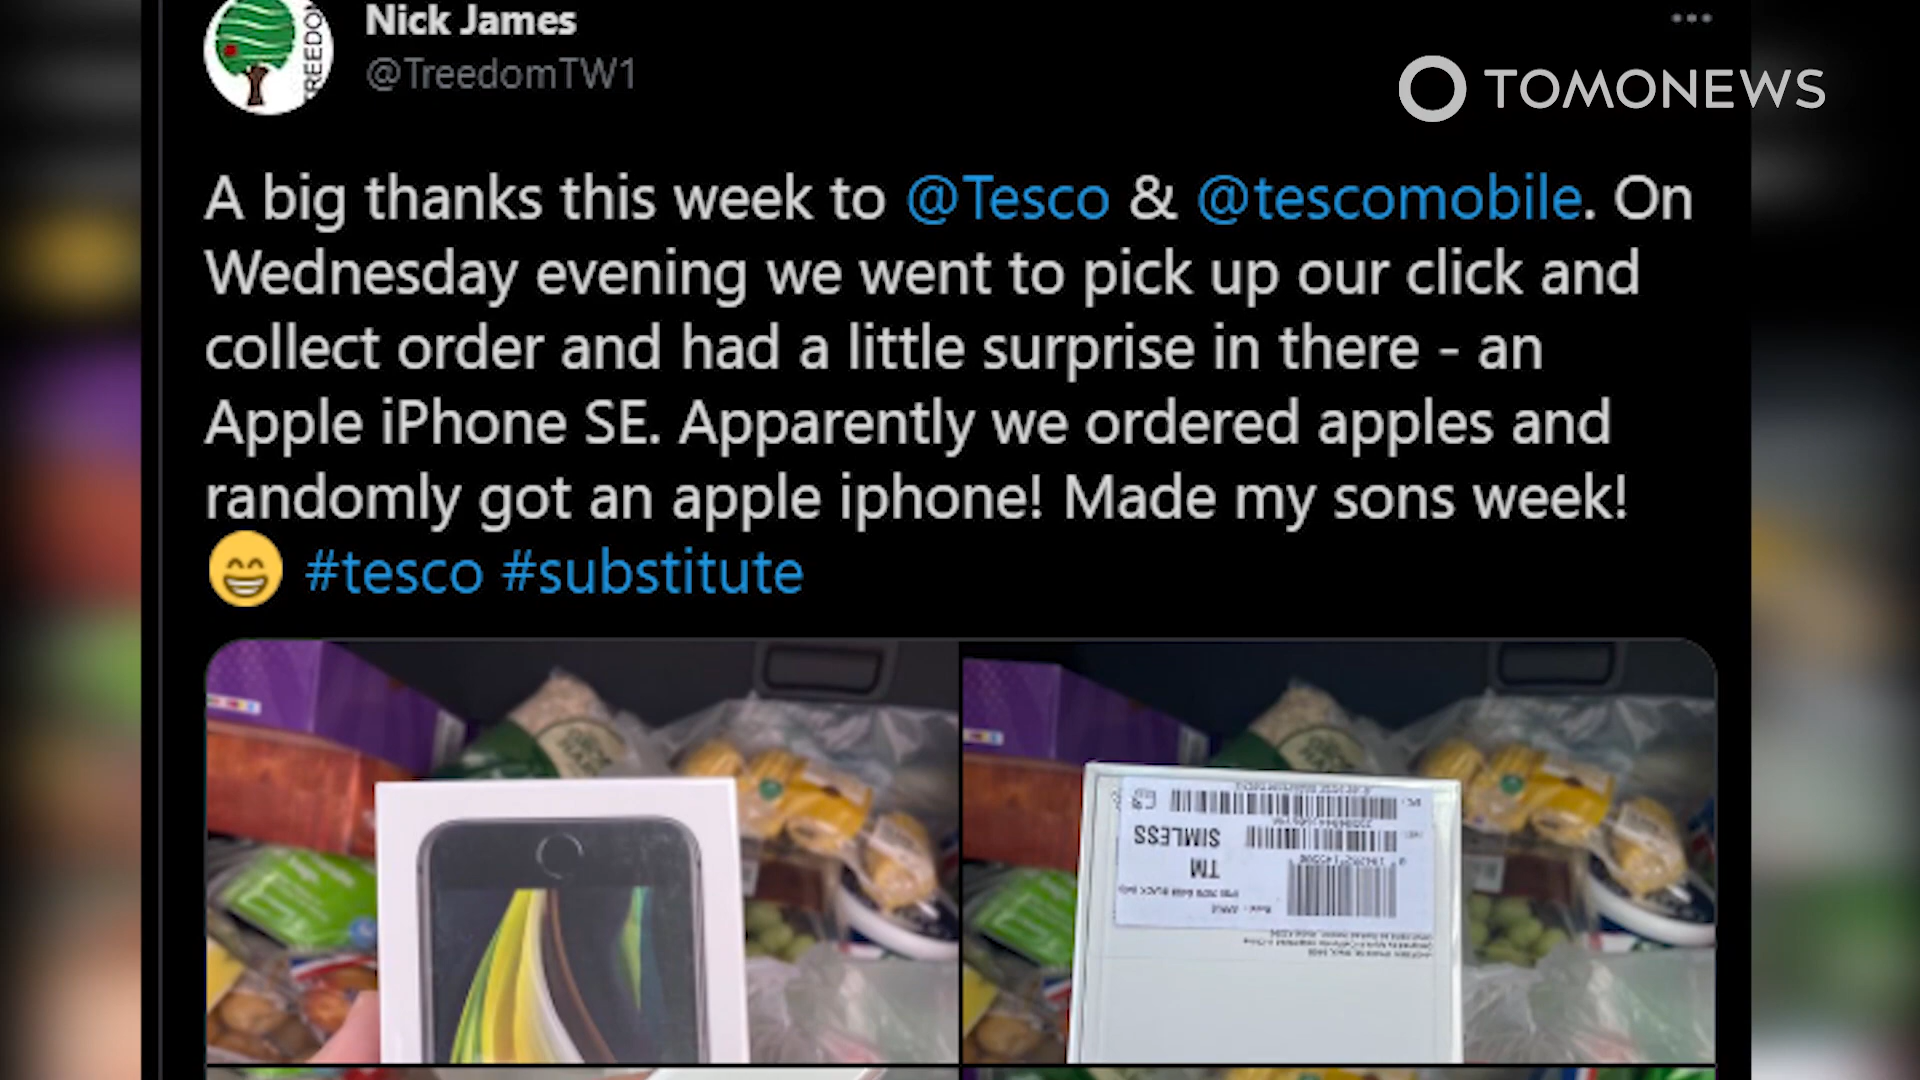 Nick James
@TreedomTW1
TOMONEWS
A big thanks this week to @Tesco & @tescomobile. On
Wednesday evening we went to pick up our click and
collect order and had a little surprise in there - an
Apple iPhone SE. Apparently we ordered apples and
randomly got an apple iphone! Made my sons week!
#tesco #substitute
SIMLESS
TM